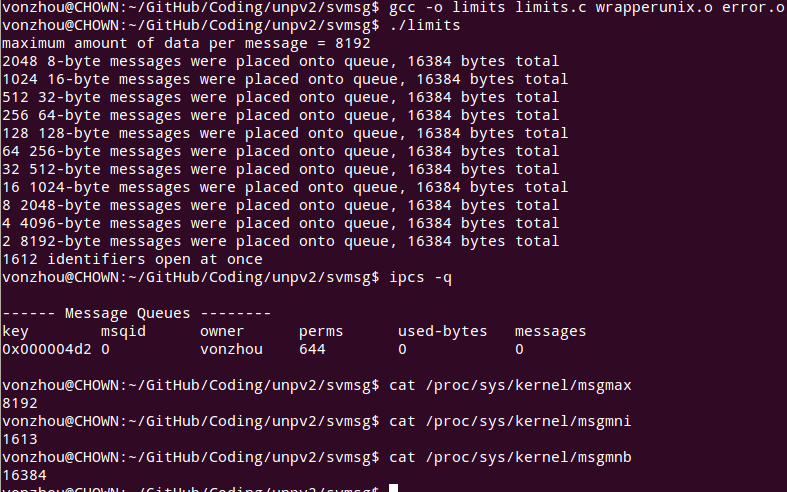 vonzhou@CHOWN:~/GitHub/Coding/unpv2/svmsg$ gcc -o limits limits.c wrapperunix.o error.o
vonzhou@CHOWN:~/GitHub/Coding/unpv2/svmsg$ ./limits
maximum amount of data per message = 8192
2048 8-byte messages were placed onto queue, 16384 bytes total
1024 16-byte messages were placed onto queue, 16384 bytes total
512 32-byte messages were placed onto queue, 16384 bytes total
256 64-byte messages were placed onto queue, 16384 bytes total
128 128-byte messages were placed onto queue, 16384 bytes total
64 256-byte messages were placed onto queue, 16384 bytes total
32 512-byte messages were placed onto queue, 16384 bytes total
16 1024-byte messages were placed onto queue, 16384 bytes total
8 2048-byte messages were placed onto queue, 16384 bytes total
4 4096-byte messages were placed onto queue, 16384 bytes total
2 8192-byte messages were placed onto queue, 16384 bytes total
1612 identifiers open at once
vonzhou@CHOWN:~/GitHub/Coding/unpv2/svmsg$ ipcs -q
------ Message Queues --------
key        msqid      owner      perms      used-bytes   messages
0x000004d2 0          vonzhou    644        0            0
vonzhou@CHOWN:~/GitHub/Coding/unpv2/svmsg$ cat /proc/sys/kernel/msgmax
8192
vonzhou@CHOWN:~/GitHub/Coding/unpv2/svmsg$ cat /proc/sys/kernel/msgmni
1613
vonzhou@CHOWN:~/GitHub/Coding/unpv2/svmsg$ cat /proc/sys/kernel/msgmnb
16384
vonzhou@CHOWN:~/GitHub/Coding/unpv2/svmsg$